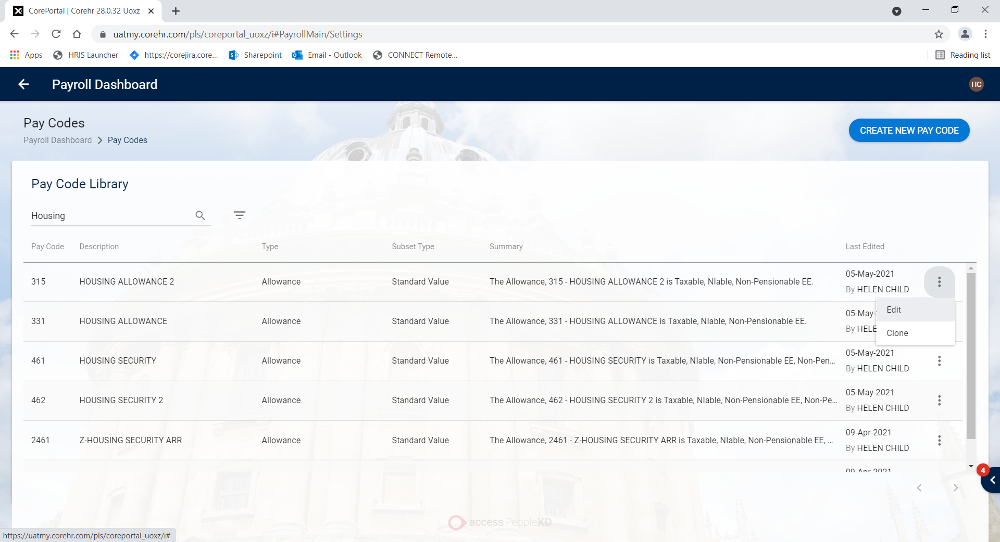 CorePortal | Corehr 28.0.32 Uoxz
uatmy.corehr.com/pls/coreportal_uoxz/i#PayrollMain/Settings
Apps HRIS Launcher https://corejira.core... Sharepoint Email - Outlook CONNECT Remote... Reading list
Payroll Dashboard HC
Pay Codes
CREATE NEW PAY CODE
Payroll Dashboard Pay Codes
Pay Code Library
Housing
Pay Code Description Type Subset Type Summary Last Edited
315 HOUSING ALLOWANCE 2 Allowance Standard Value The Allowance, 315 - HOUSING ALLOWANCE 2 is Taxable, NIable, Non-Pensionable EE. 05-May-2021
By HELEN CHILD
Edit
331 HOUSING ALLOWANCE Allowance Standard Value The Allowance, 331 - HOUSING ALLOWANCE is Taxable, NIable, Non-Pensionable EE. 05-May-
By HELE
Clone
461 HOUSING SECURITY Allowance Standard Value The Allowance, 461 - HOUSING SECURITY is Taxable, NIable, Non-Pensionable EE, Non-Pen... 05-May-2021
By HELEN CHILD
462 HOUSING SECURITY 2 Allowance Standard Value The Allowance, 462 - HOUSING SECURITY 2 is Taxable, NIable, Non-Pensionable EE, Non-Pe... 05-May-2021
By HELEN CHILD
2461 Z-HOUSING SECURITY ARR Allowance Standard Value The Allowance, 2461 - Z-HOUSING SECURITY ARR is Taxable, NIable, Non-Pensionable EE, ... 09-Apr-2021
By HELEN CHILD
09-Apr-2021
4
access PeopleXD
https://uatmy.corehr.com/pls/coreportal_uoxz/i#